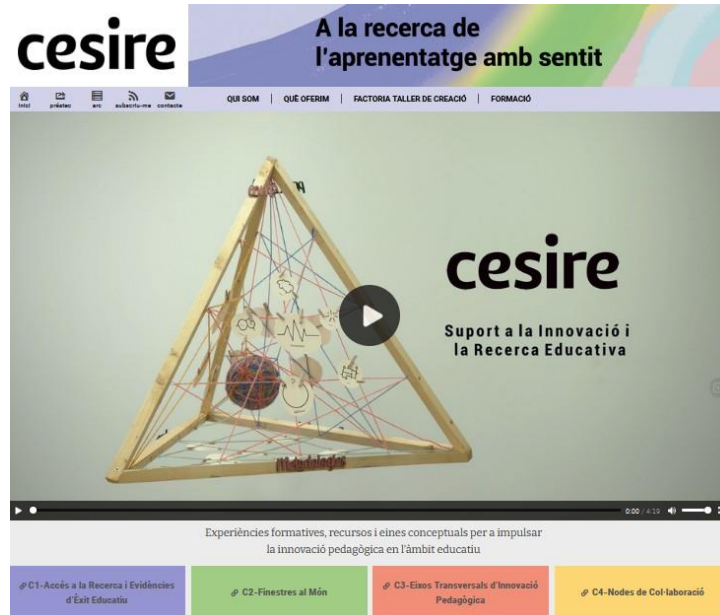 cesire
A la recerca de
l'aprenentatge amb sentit
inici
préstec
arc
subscriu-me
contacte
QUI SOM
QUÈ OFERIM
FACTORIA TALLER DE CREACIÓ
FORMACIÓ
cesire
Suport a la Innovació i
la Recerca Educativa
Metodologies
0:00 / 4:19
Experiències formatives, recursos i eines conceptuals per a impulsar
la innovació pedagògica en l'àmbit educatiu
C1-Accés a la Recerca i Evidències
d'Èxit Educatiu
C2-Finestres al Món
C3-Eixos Transversals d'Innovació
Pedagògica
C4-Nodes de Col·laboració